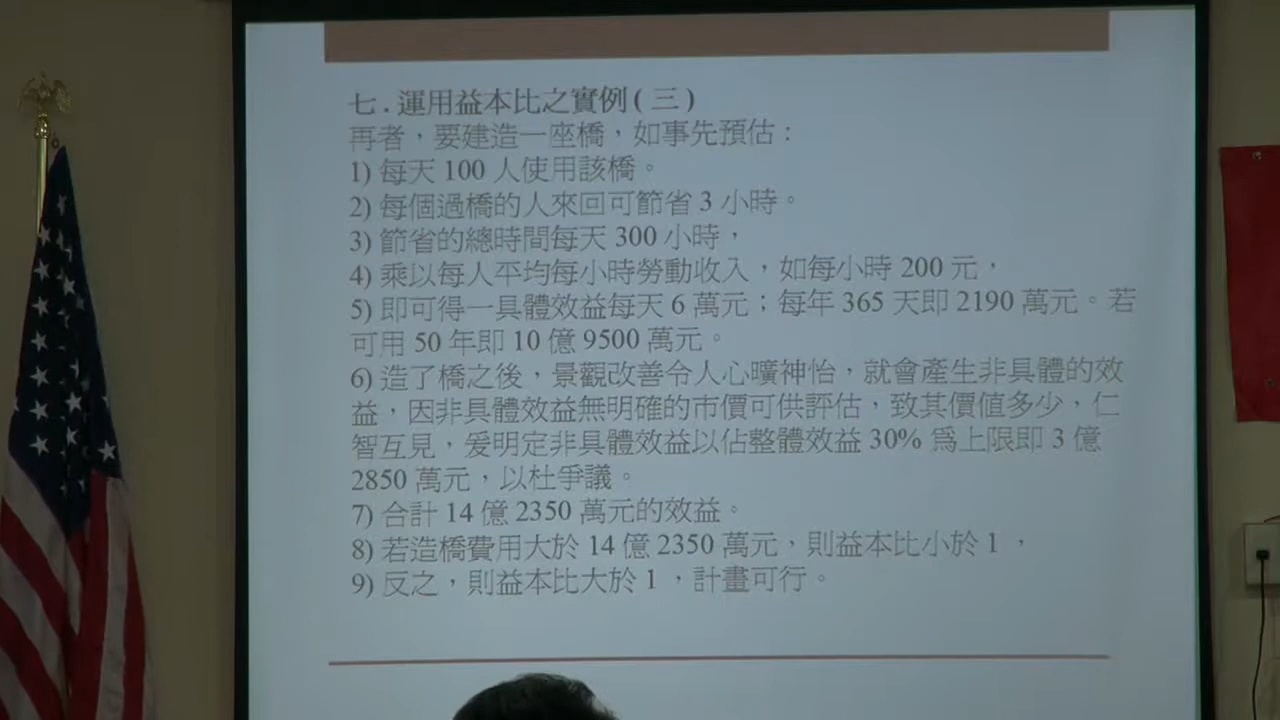 七. 運用益本比之實例( 三 )
再者，要建造一座橋，如事先預估：
1) 每天 100 人使用該橋。
2) 每個過橋的人來回可節省 3 小時。
3) 節省的總時間每天 300 小時，
4) 乘以每人平均每小時勞動收入，如每小時 200 元，
5) 即可得一具體效益每天 6 萬元；每年 365 天即 2190 萬元。若
可用 50 年即 10 億 9500 萬元。
6) 造了橋之後，景觀改善令人心曠神怡，就會產生非具體的效
益，因非具體效益無明確的市價可供評估，致其價值多少，仁
智互見，爰明定非具體效益以佔整體效益 30% 為上限即 3 億
2850 萬元，以杜爭議。
7) 合計 14 億 2350 萬元的效益。
8) 若造橋費用大於 14 億 2350 萬元，則益本比小於 1 ，
9) 反之，則益本比大於 1 ，計畫可行。